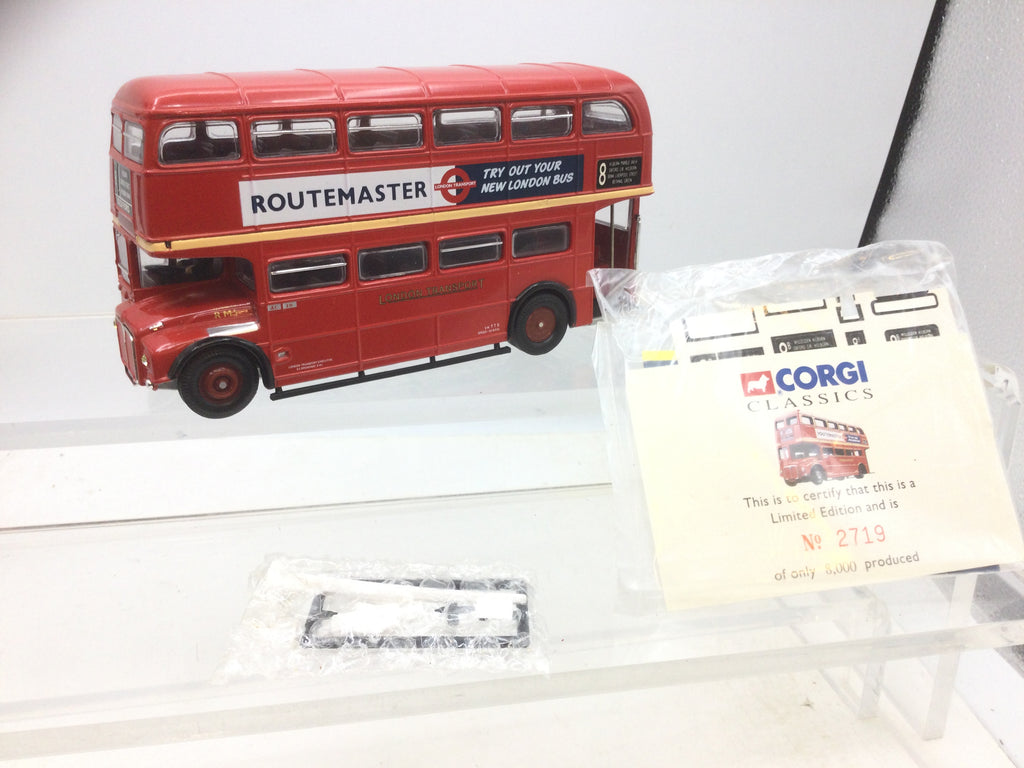 ROUTEMASTER
LONDON TRANSPORT
TRY OUT YOUR
NEW LONDON BUS
8
LONDON TRANSPORT
CORGI
CLASSICS
This is to certify that this is a
Limited Edition and is
Nº 2719
of only 8,000 produced